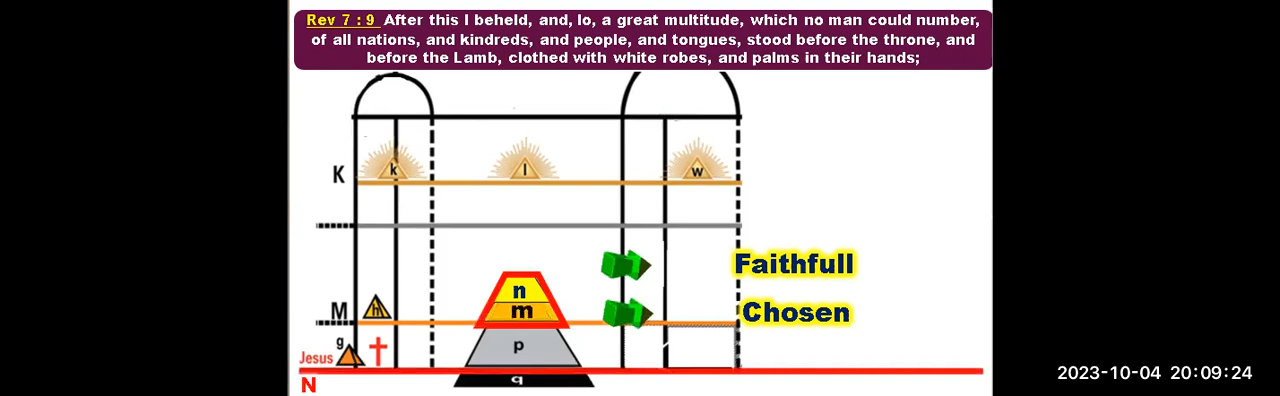 Rev 7 : 9 After this I beheld, and, lo, a great multitude, which no man could number,
of all nations, and kindreds, and people, and tongues, stood before the throne, and
before the Lamb, clothed with white robes, and palms in their hands;
K
k
l
w
Faithfull
n
M
h
m
Chosen
g
p
Jesus
N
q
2023-10-04 20:09:24